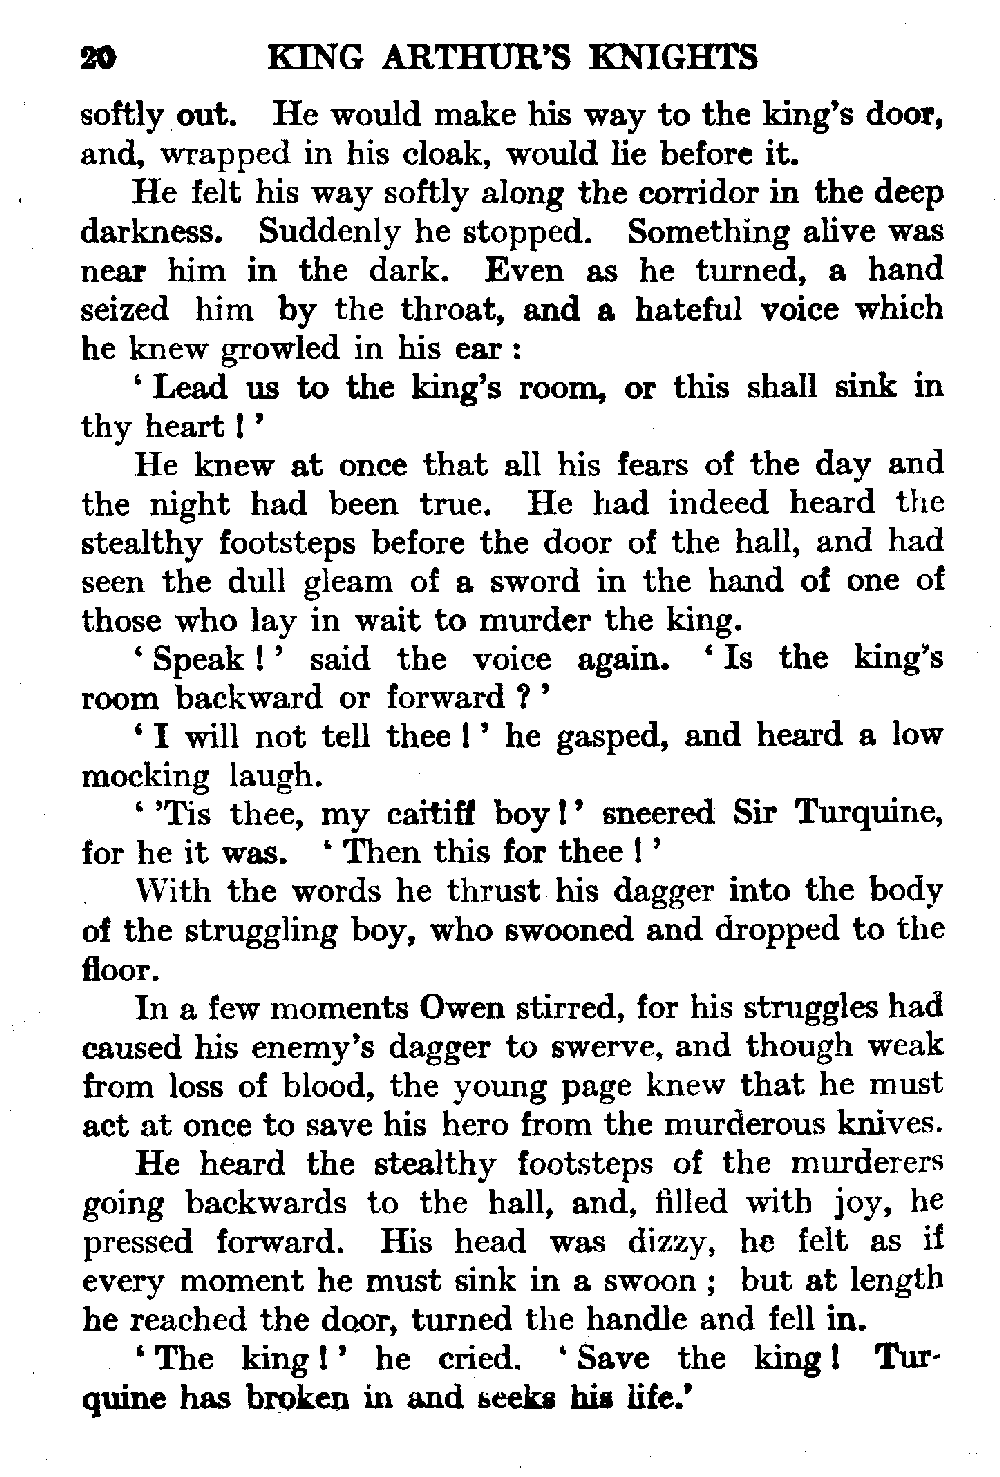 20 KING ARTHUR'S KNIGHTS
softly out. He would make his way to the king's door,
and, wrapped in his cloak, would lie before it.
He felt his way softly along the corridor in the deep
darkness. Suddenly he stopped. Something alive was
near him in the dark. Even as he turned, a hand
seized him by the throat, and a hateful voice which
he knew growled in his ear :
' Lead us to the king's room, or this shall sink in
thy heart ! '
He knew at once that all his fears of the day and
the night had been true. He had indeed heard the
stealthy footsteps before the door of the hall, and had
seen the dull gleam of a sword in the hand of one of
those who lay in wait to murder the king.
' Speak ! ' said the voice again. ' Is the king's
room backward or forward ? '
' I will not tell thee ! ' he gasped, and heard a low
mocking laugh.
' 'Tis thee, my caitiff boy ! ' sneered Sir Turquine,
for he it was. ' Then this for thee ! '
With the words he thrust his dagger into the body
of the struggling boy, who swooned and dropped to the
floor.
In a few moments Owen stirred, for his struggles had
caused his enemy's dagger to swerve, and though weak
from loss of blood, the young page knew that he must
act at once to save his hero from the murderous knives.
He heard the stealthy footsteps of the murderers
going backwards to the hall, and, filled with joy, he
pressed forward. His head was dizzy, he felt as if
every moment he must sink in a swoon ; but at length
he reached the door, turned the handle and fell in.
' The king ! ' he cried. ' Save the king ! Tur-
quine has broken in and seeks his life.'